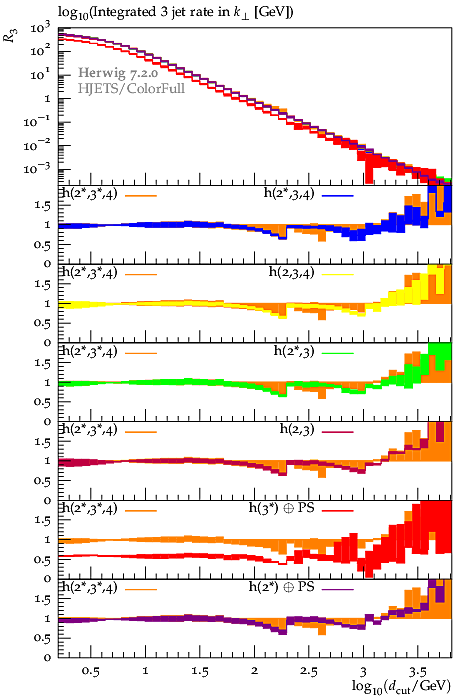 log₁₀(Integrated 3 jet rate in k⊥ [GeV])
R₃
10³
10²
10¹
1
10⁻¹
10⁻²
10⁻³
Herwig 7.2.0
HJETS/ColorFull
h(2*,3*,4) h(2*,3,4)
1.5
1
0.5
0
h(2*,3*,4) h(2,3,4)
1.5
1
0.5
0
h(2*,3*,4) h(2*,3)
1.5
1
0.5
0
h(2*,3*,4) h(2,3)
1.5
1
0.5
0
h(2*,3*,4) h(3*) ⊕ PS
1.5
1
0.5
0
h(2*,3*,4) h(2*) ⊕ PS
1.5
1
0.5
0
0.5 1 1.5 2 2.5 3 3.5
log₁₀(d_cut/GeV)